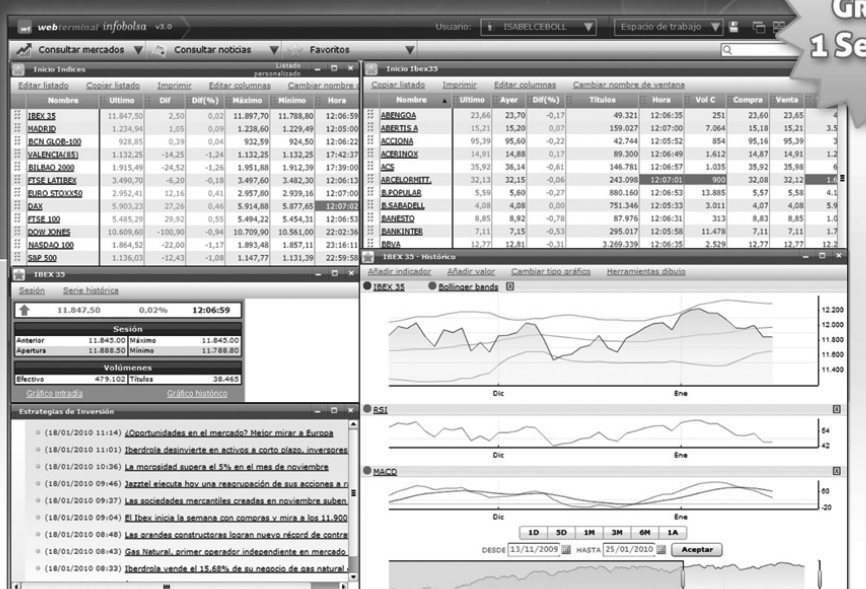 webterminal infobolsa v3.0
Usuario: ISABELCEBOLL
Espacio de trabajo
GR
1 Se
Consultar mercados
Consultar noticias
Favoritos
Inicio Indices
Listado personalizado
Editar listado Copiar listado Imprimir Editar columnas Cambiar nombre
Nombre Ultimo Dif Dif(%) Máximo Mínimo Hora
IBEX 35 11.847,50 2,50 0,02 11.897,70 11.788,80 12:06:59
MADRID 1.234,94 1,05 0,09 1.238,60 1.229,49 12:05:00
BCN GLOB-100 928,85 0,39 0,04 932,59 924,50 12:06:22
VALENCIA(85) 1.132,25 -14,25 -1,24 1.132,25 1.132,25 17:42:37
BILBAO 2000 1.915,49 -24,52 -1,26 1.951,88 1.912,39 17:39:00
FTSE LATIBEX 3.490,70 -6,20 -0,18 3.497,60 3.482,30 12:06:13
EURO STOXX50 2.952,41 12,16 0,41 2.957,80 2.939,16 12:07:00
DAX 5.903,23 27,26 0,46 5.914,88 5.877,65 12:07:02
FTSE 100 5.485,29 29,92 0,55 5.494,22 5.454,31 12:06:53
DOW JONES 10.609,60 -100,90 -0,94 10.709,90 10.561,00 22:02:36
NASDAQ 100 1.864,52 -22,00 -1,17 1.893,48 1.857,11 23:16:11
S&P 500 1.136,03 -12,43 -1,08 1.147,77 1.131,39 22:59:58
Inicio Ibex35
Copiar listado Imprimir Editar columnas Cambiar nombre de ventana
Nombre Ultimo Ayer Dif(%) Títulos Hora Vol C Compra Venta
ABENGOA 23,66 23,70 -0,17 49.321 12:06:35 251 23,60 23,65 4
ABERTIS A 15,21 15,20 0,07 159.027 12:07:00 7.064 15,18 15,21 3.5
ACCIONA 95,39 95,60 -0,22 42.744 12:05:52 854 95,16 95,39 3
ACERINOX 14,91 14,88 0,17 89.300 12:06:49 1.612 14,87 14,91 1.2
ACS 35,92 36,14 -0,61 146.781 12:06:57 1.035 35,92 35,98 6
ARCELORMITT. 32,13 32,15 -0,06 243.098 12:07:01 900 32,08 32,12 1.6
B.POPULAR 5,59 5,60 -0,27 880.160 12:06:53 13.885 5,57 5,58 4.1
B.SABADELL 4,08 4,08 0,00 751.346 12:05:33 3.011 4,07 4,08 5.9
BANESTO 8,85 8,92 -0,78 87.976 12:06:31 313 8,83 8,85 1.0
BANKINTER 7,11 7,15 -0,53 295.017 12:05:58 11.478 7,11 7,11 1.7
BBVA 12,77 12,81 -0,31 3.269.339 12:06:35 2.529 12,77 12,77 12.2
IBEX 35
Sesión Serie histórica
11.847,50 0,02% 12:06:59
Sesión
Anterior 11.845.00 Máximo 11.845.00
Apertura 11.888.50 Mínimo 11.788.80
Volúmenes
Efectivo 479.102 Títulos 38.465
Gráfico intradía Gráfico histórico
Estrategias de Inversión
(18/01/2010 11:14) ¿Oportunidades en el mercado? Mejor mirar a Europa
(18/01/2010 11:01) Iberdrola desinvierte en activos a corto plazo, inversores
(18/01/2010 10:36) La morosidad supera el 5% en el mes de noviembre
(18/01/2010 09:46) Jazztel ejecuta hoy una reagrupación de sus acciones a r
(18/01/2010 09:37) Las sociedades mercantiles creadas en noviembre suben
(18/01/2010 09:04) El Ibex inicia la semana con compras y mira a los 11.900
(18/01/2010 08:48) Las grandes constructoras logran nuevo récord de contra
(18/01/2010 08:43) Gas Natural, primer operador independiente en mercado
(18/01/2010 08:33) Iberdrola vende el 15,68% de su negocio de gas natural
IBEX 35 - Histórico
Añadir indicador Añadir valor Cambiar tipo gráfico Herramientas dibujo
IBEX 35 Bollinger bands
12.200
12.000
11.800
11.600
11.400
Dic Ene
RSI
64
42
Dic Ene
MACD
60
-20
Dic Ene
1D 5D 1M 3M 6M 1A
DESDE 13/11/2009 HASTA 25/01/2010 Aceptar